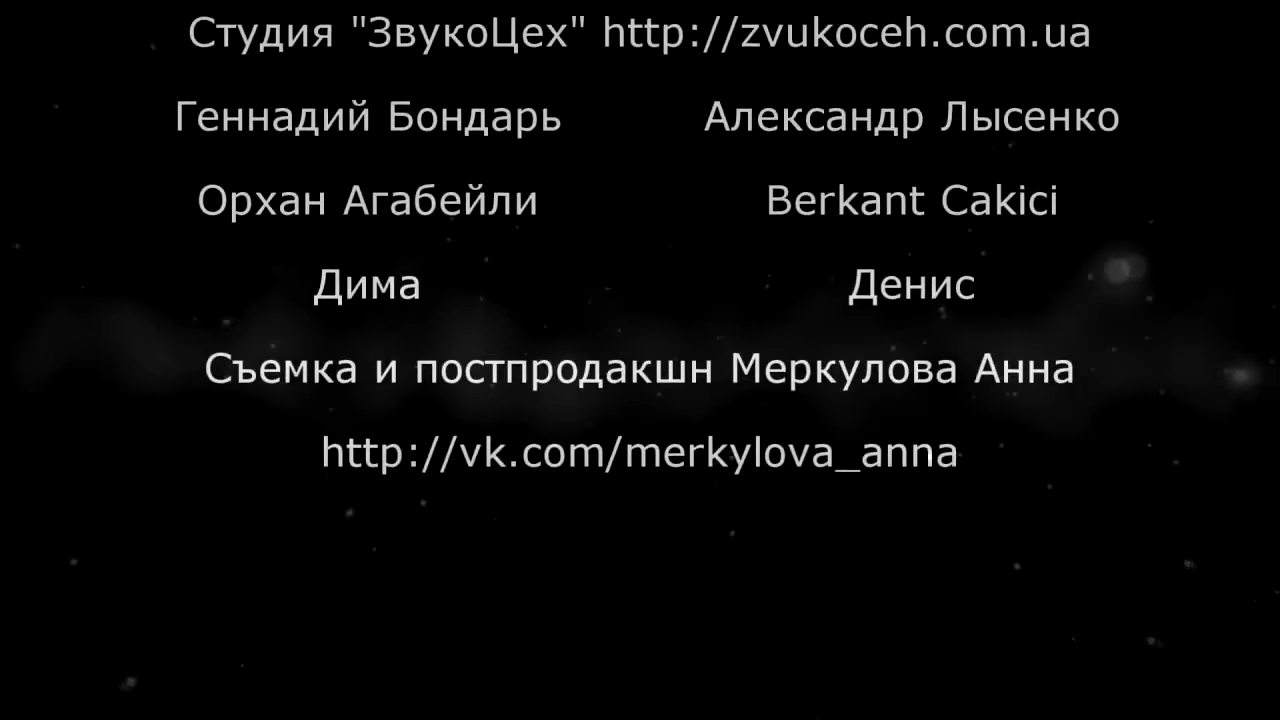 Студия "ЗвукоЦех" http://zvukoceh.com.ua
Геннадий Бондарь Александр Лысенко
Орхан Агабейли Berkant Cakici
Дима Денис
Съемка и постпродакшн Меркулова Анна
http://vk.com/merkylova_anna